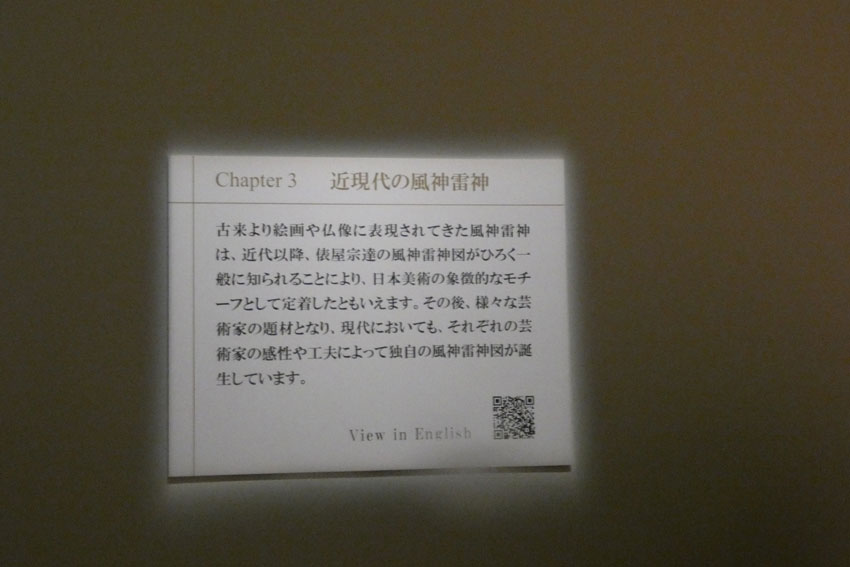 Chapter 3 近現代の風神雷神
古来より絵画や仏像に表現されてきた風神雷神
は、近代以降、俵屋宗達の風神雷神図がひろく一
般に知られることにより、日本美術の象徴的なモチ
ーフとして定着したともいえます。その後、様々な芸
術家の題材となり、現代においても、それぞれの芸
術家の感性や工夫によって独自の風神雷神図が誕
生しています。
View in English